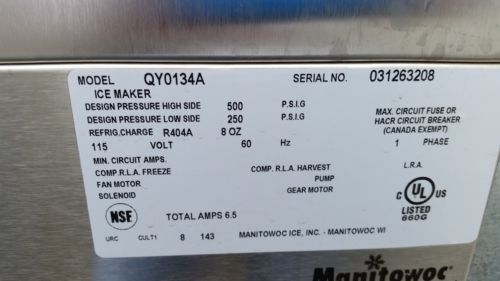 MODEL QY0134A SERIAL NO. 031263208
ICE MAKER
DESIGN PRESSURE HIGH SIDE 500 P.S.I.G
DESIGN PRESSURE LOW SIDE 250 P.S.I.G
REFRIG.CHARGE R404A 8 OZ
115 VOLT 60 Hz 1 PHASE
MAX. CIRCUIT FUSE OR
HACR CIRCUIT BREAKER
(CANADA EXEMPT)
MIN. CIRCUIT AMPS.
COMP.R.L.A. FREEZE COMP. R.L.A. HARVEST L.R.A.
FAN MOTOR PUMP
SOLENOID GEAR MOTOR
NSF TOTAL AMPS 6.5
C UL US
LISTED
660G
URC CULT1 8 143 MANITOWOC ICE, INC. - MANITOWOC WI
Manitowoc